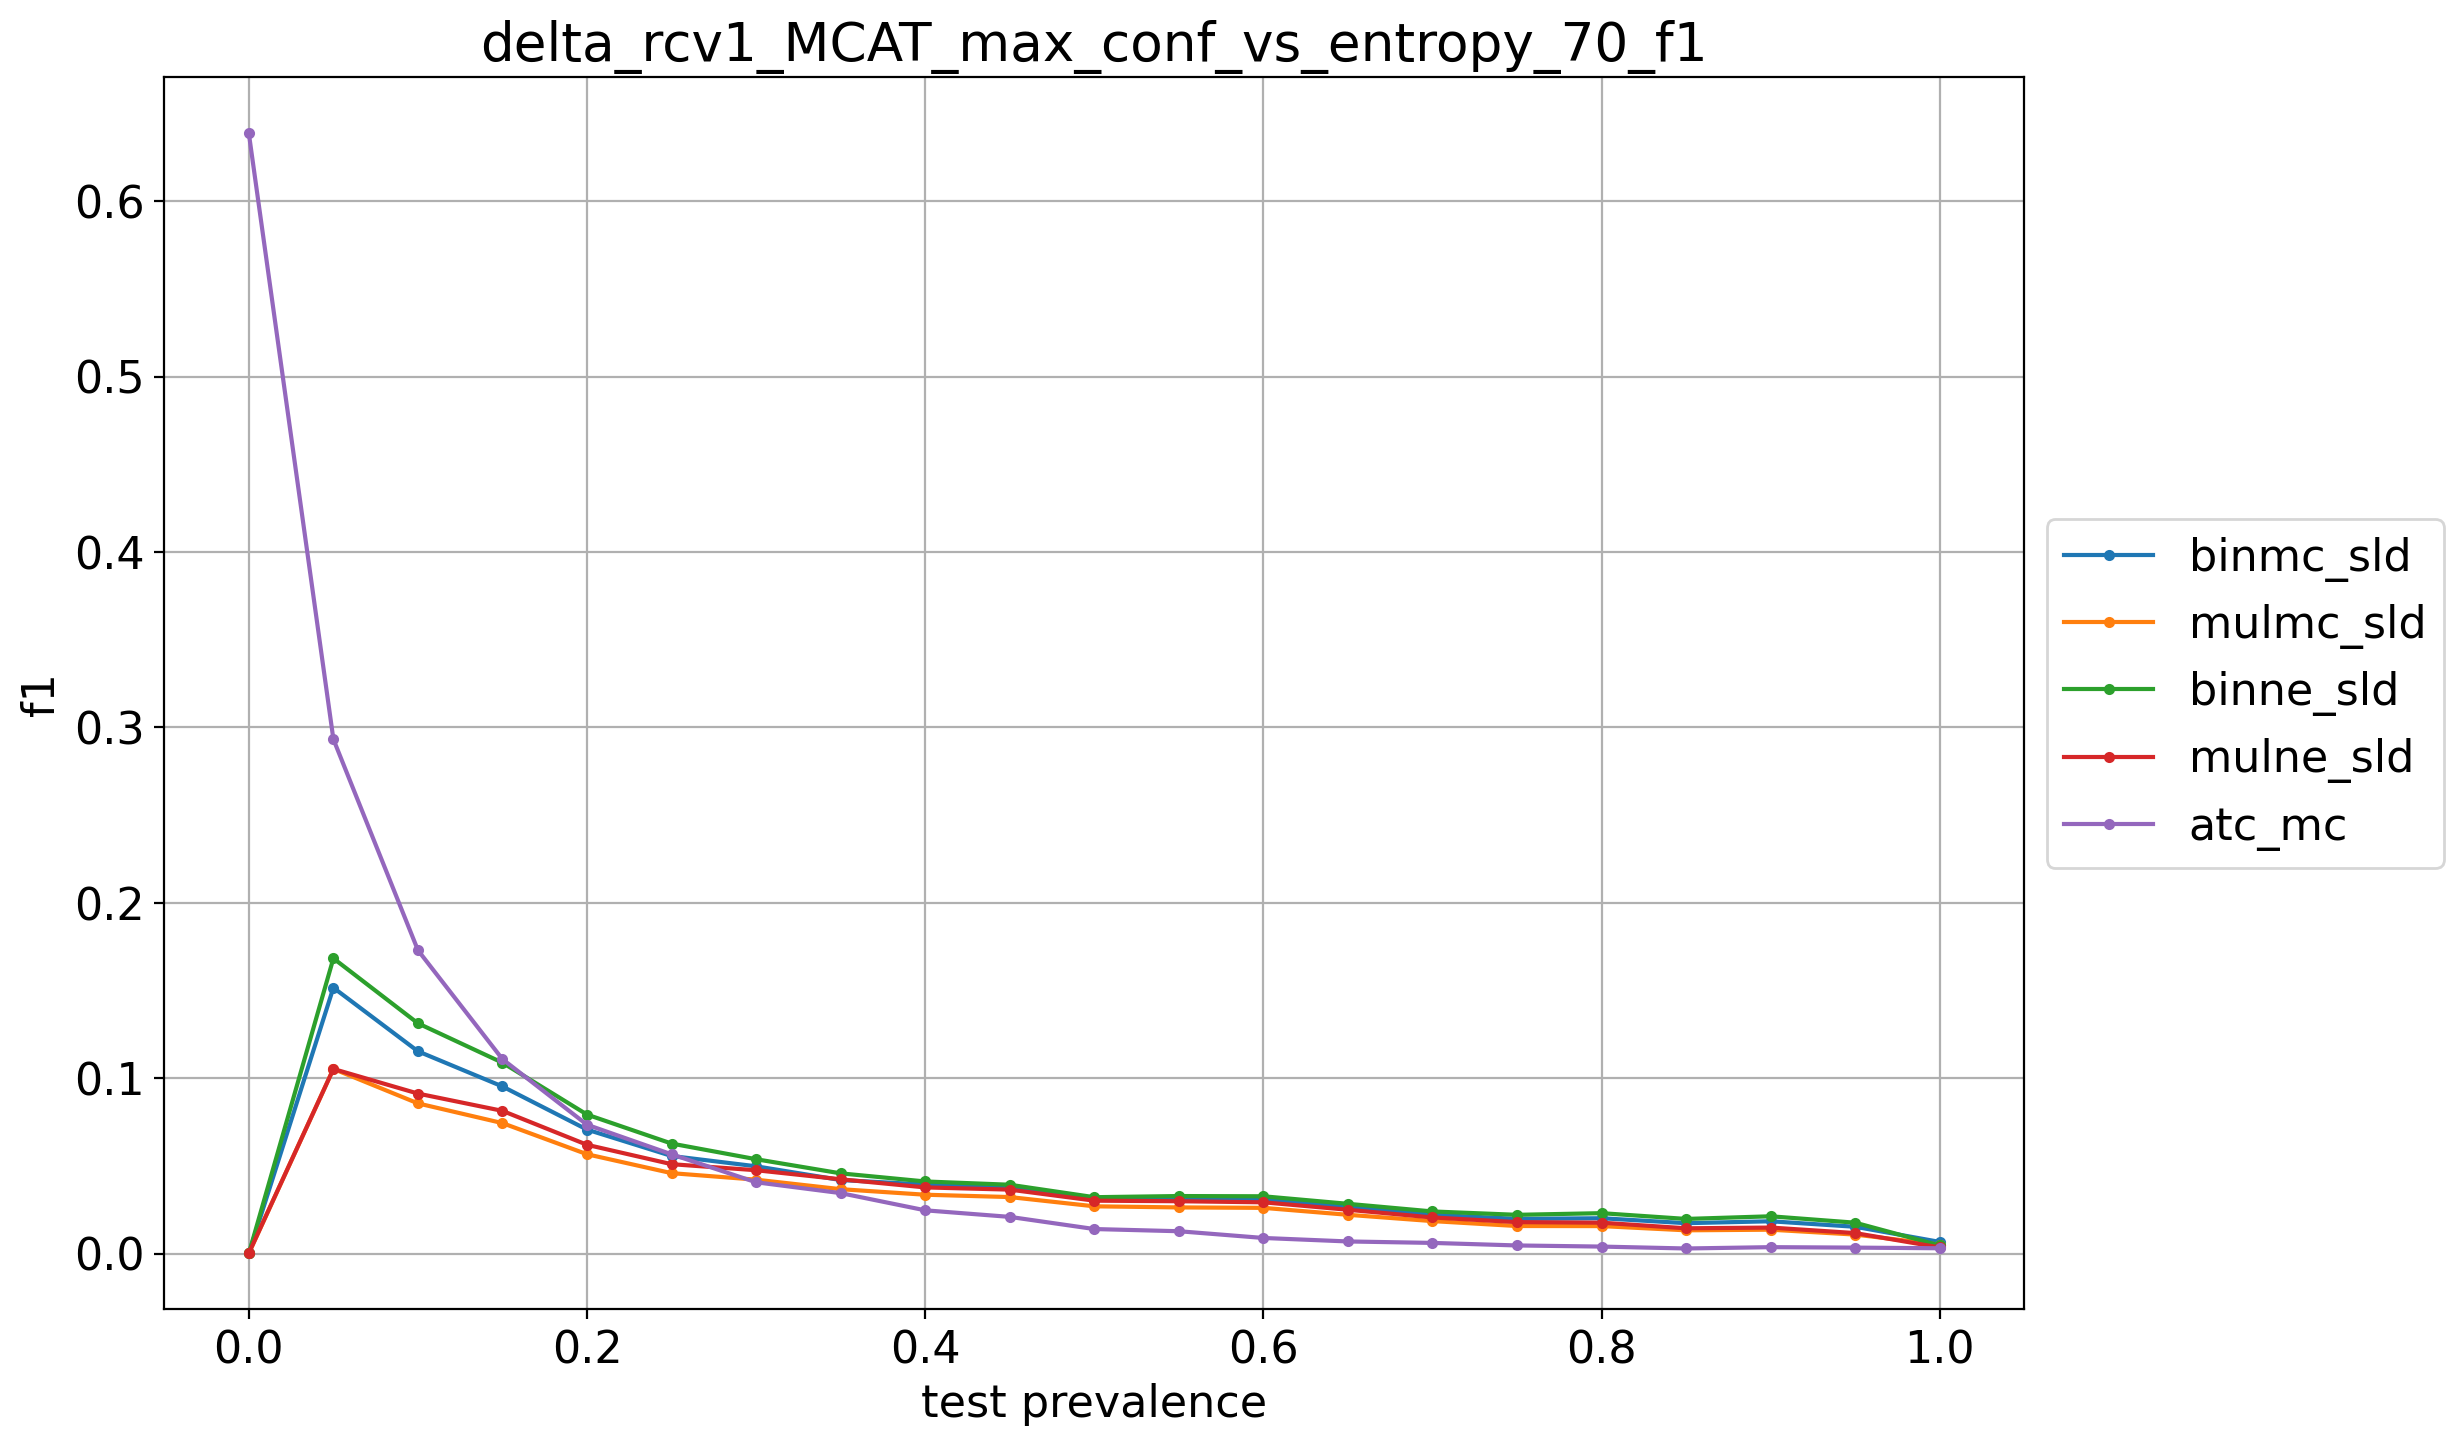 delta_rcv1_MCAT_max_conf_vs_entropy_70_f1
0.6
0.5
0.4
0.3
0.2
0.1
0.0
f1
0.0 0.2 0.4 0.6 0.8 1.0
test prevalence
binmc_sld
mulmc_sld
binne_sld
mulne_sld
atc_mc